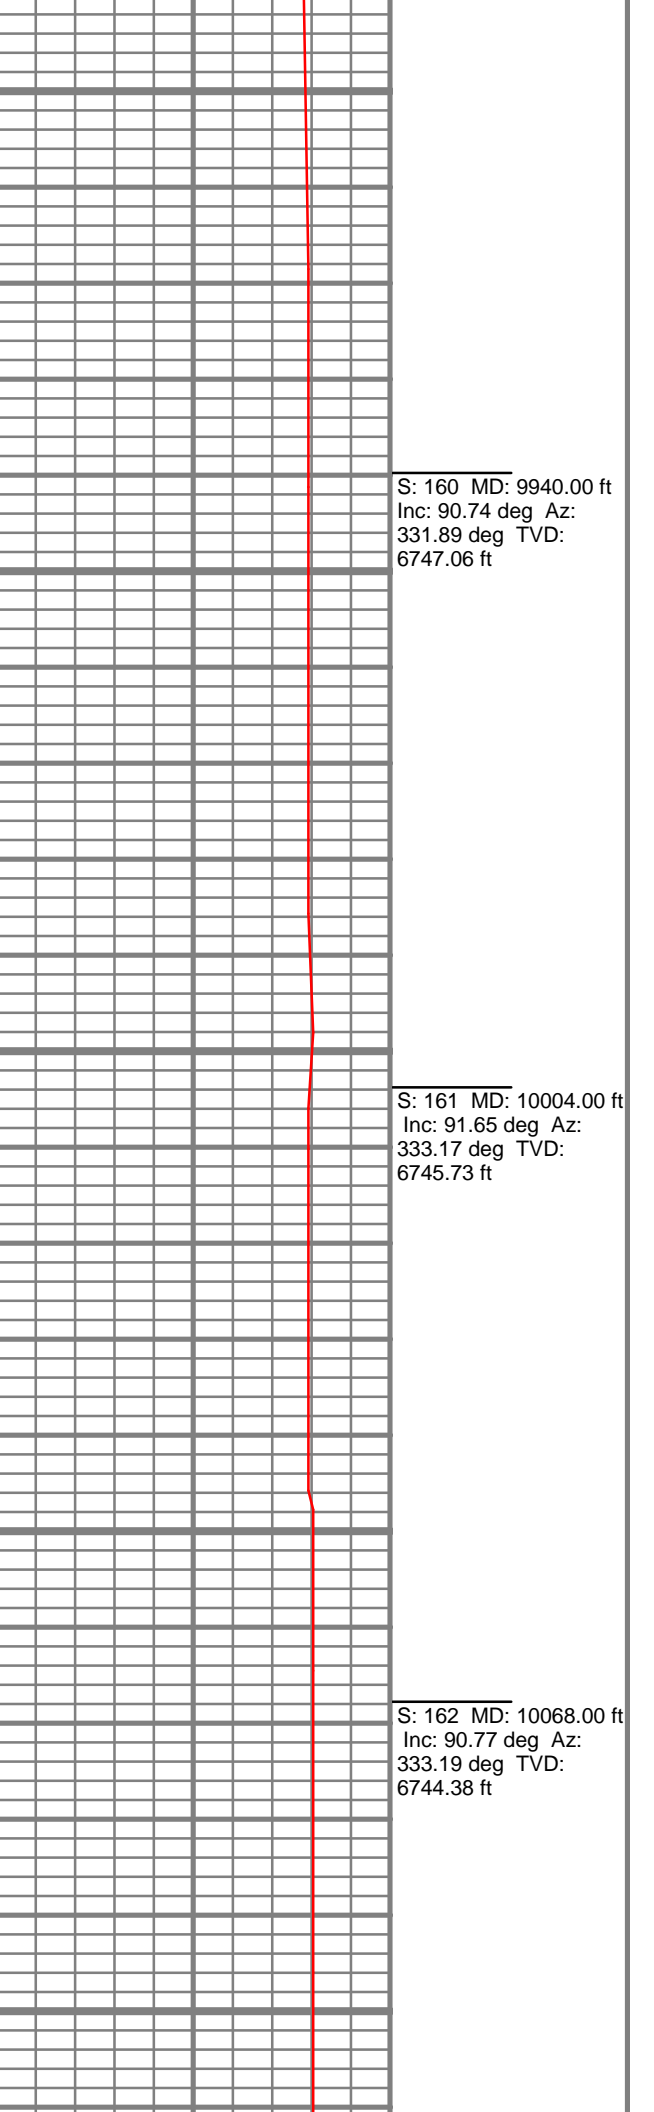 S: 160 MD: 9940.00 ft
Inc: 90.74 deg Az:
331.89 deg TVD:
6747.06 ft
S: 161 MD: 10004.00 ft
Inc: 91.65 deg Az:
333.17 deg TVD:
6745.73 ft
S: 162 MD: 10068.00 ft
Inc: 90.77 deg Az:
333.19 deg TVD:
6744.38 ft